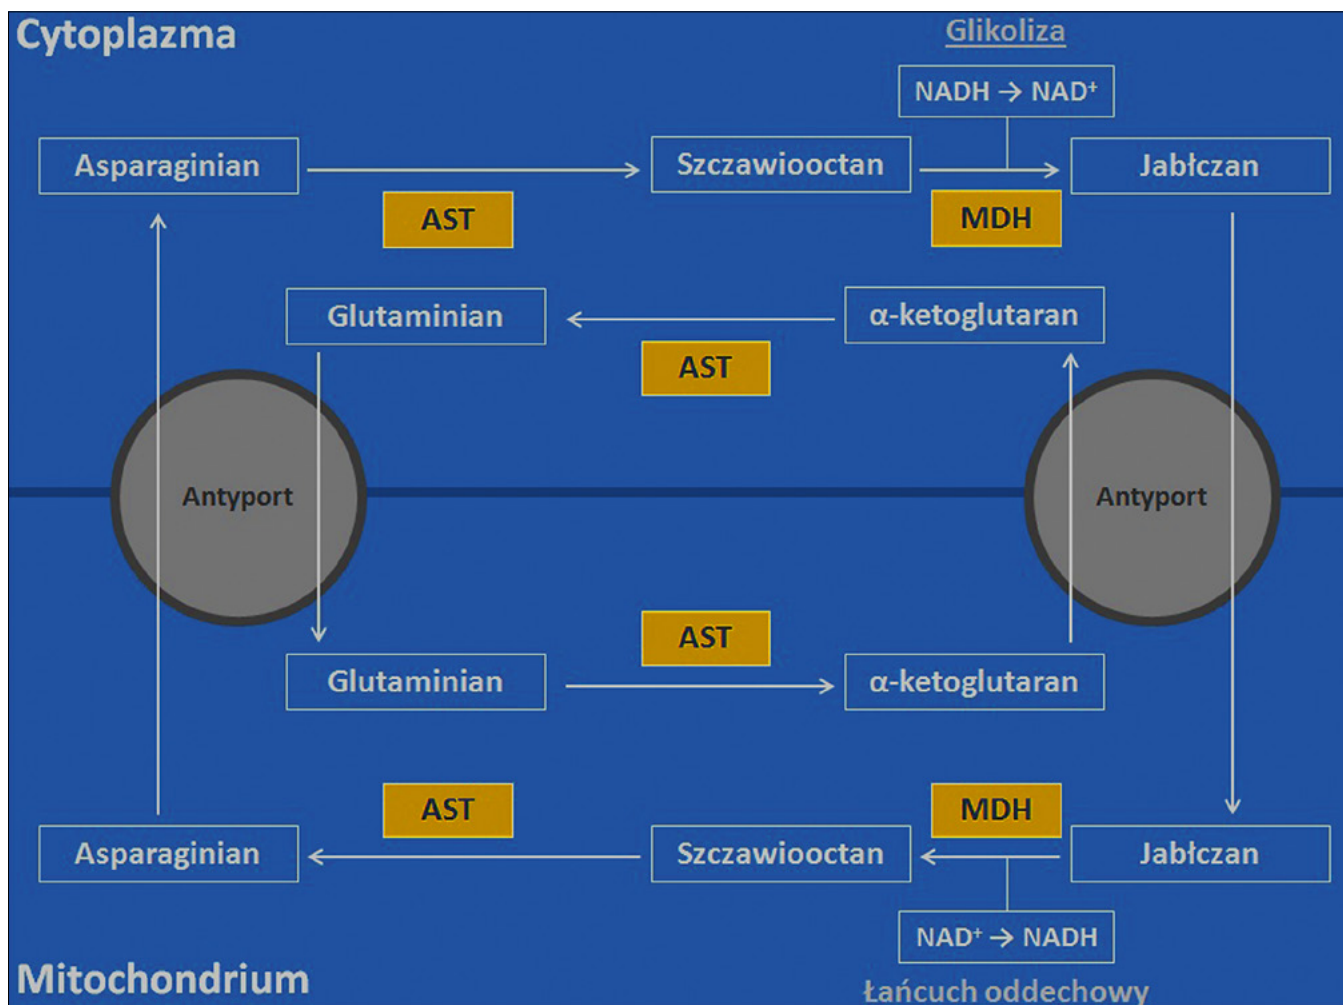 Cytoplazma
Glikoliza
NADH → NAD⁺
Asparaginian
Szczawiooctan
Jabłczan
AST
MDH
Glutaminian
α-ketoglutaran
AST
Antyport
Antyport
AST
Glutaminian
α-ketoglutaran
AST
MDH
Asparaginian
Szczawiooctan
Jabłczan
NAD⁺ → NADH
Mitochondrium
Łańcuch oddechowy